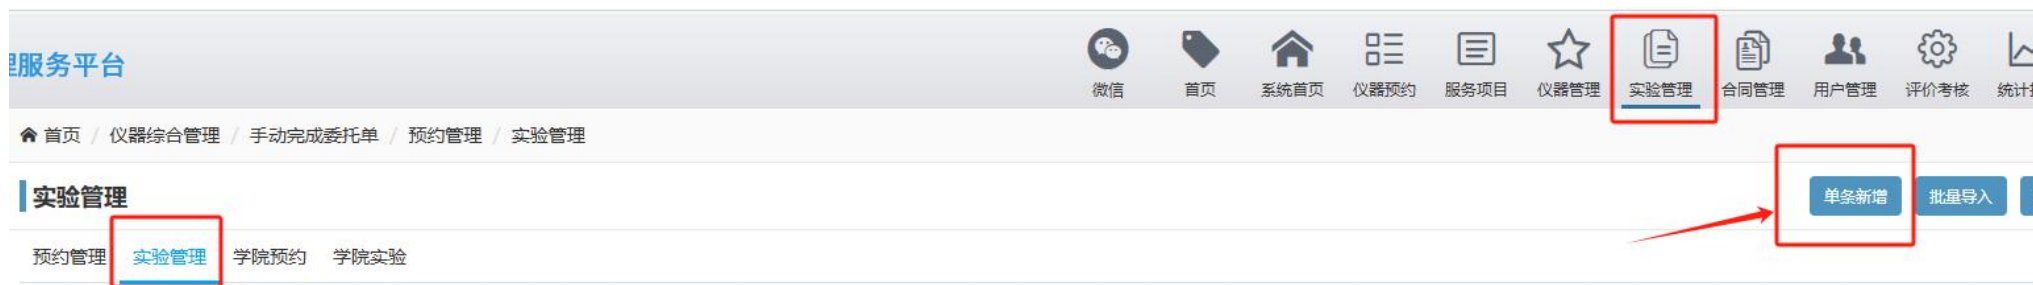 服务平台
微信 首页 系统首页 仪器预约 服务项目 仪器管理 实验管理 合同管理 用户管理 评价考核 统计
首页 / 仪器综合管理 / 手动完成委托单 / 预约管理 / 实验管理
实验管理 单条新增 批量导入
预约管理 实验管理 学院预约 学院实验